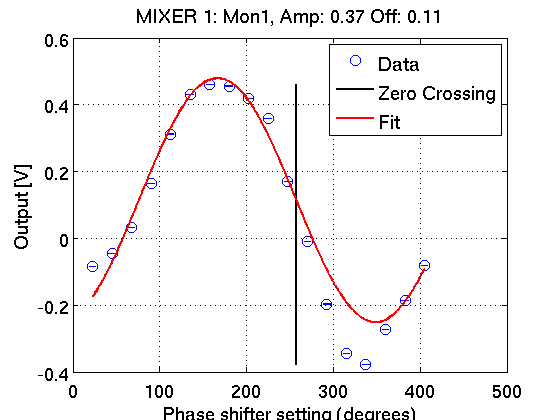 MIXER 1: Mon1, Amp: 0.37 Off: 0.11
Data
Zero Crossing
Fit
Output [V]
0.6
0.4
0.2
0
-0.2
-0.4
0
100
200
300
400
500
Phase shifter setting (degrees)